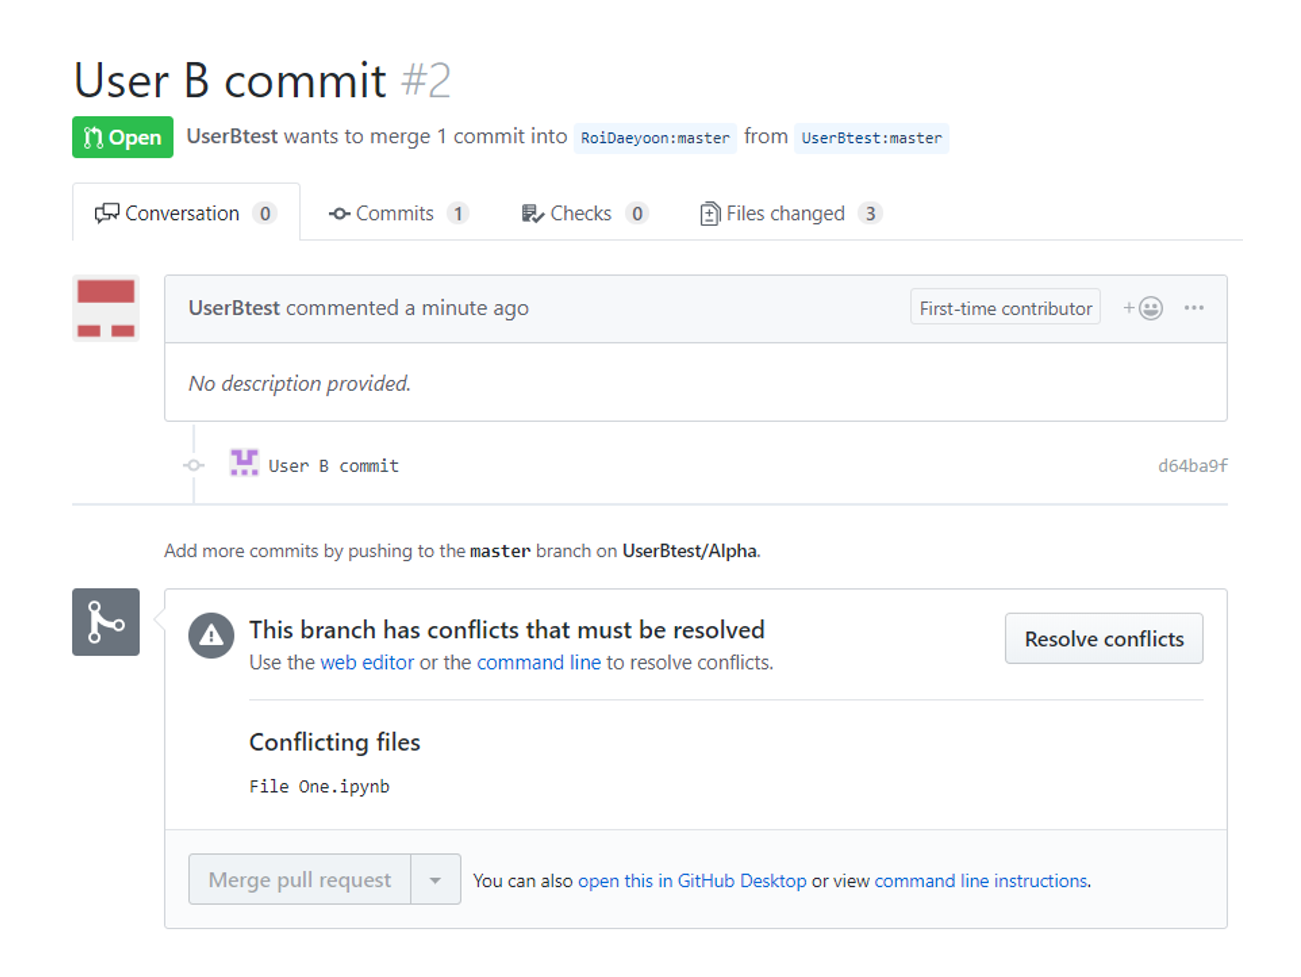 User B commit #2
Open UserBtest wants to merge 1 commit into RoiDaeyoon:master from UserBtest:master
Conversation 0 Commits 1 Checks 0 Files changed 3
UserBtest commented a minute ago First-time contributor + ...
No description provided.
User B commit d64ba9f
Add more commits by pushing to the master branch on UserBtest/Alpha.
This branch has conflicts that must be resolved
Use the web editor or the command line to resolve conflicts.
Resolve conflicts
Conflicting files
File One.ipynb
Merge pull request You can also open this in GitHub Desktop or view command line instructions.